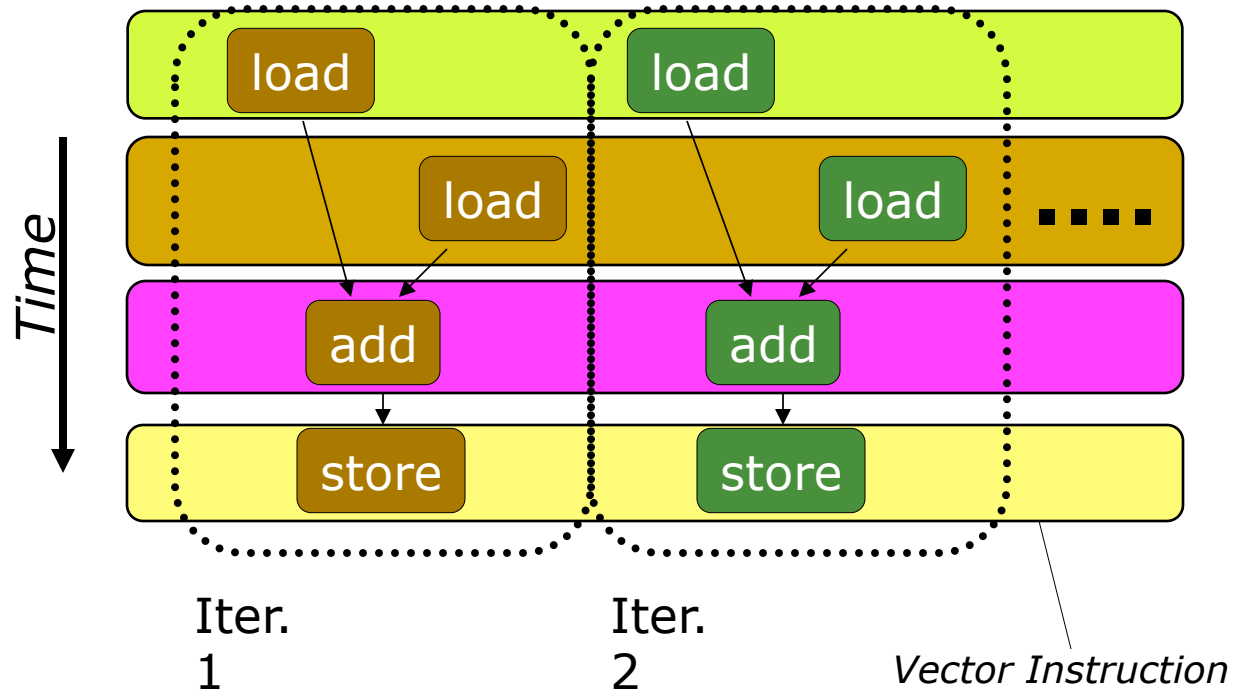 load
load
load
load
Time
add
add
store
store
Iter.
1
Iter.
2
Vector Instruction